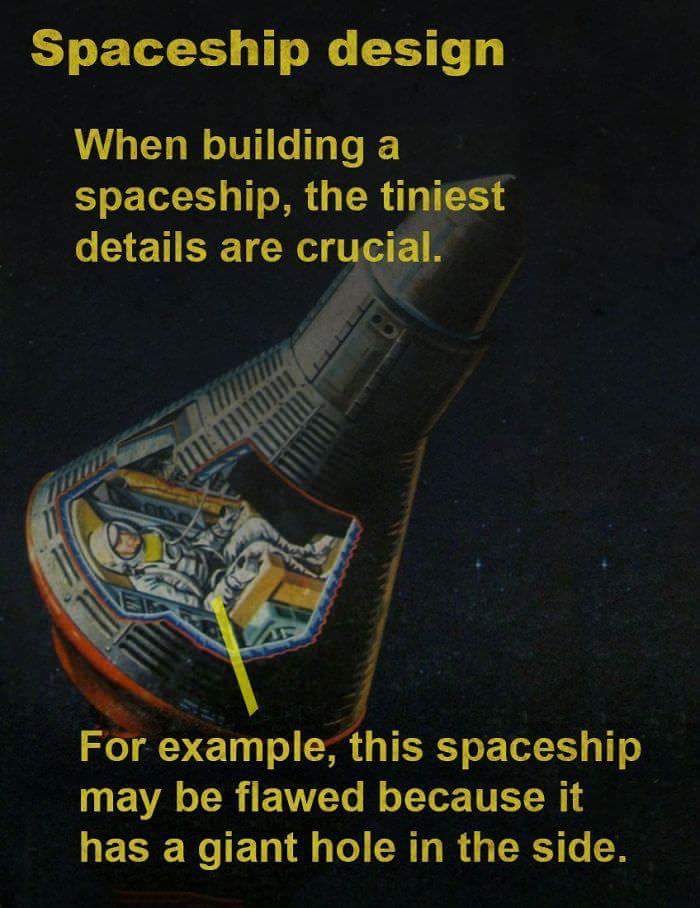 Spaceship design
When building a
spaceship, the tiniest
details are crucial.
For example, this spaceship
may be flawed because it
has a giant hole in the side.